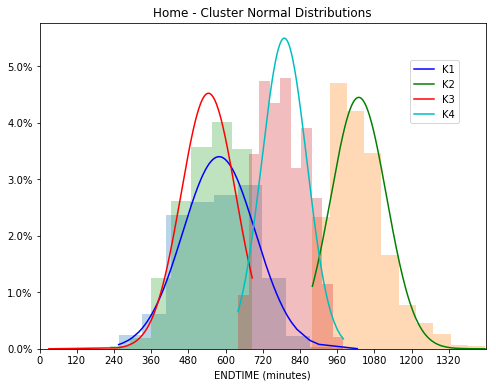 Home - Cluster Normal Distributions
K1
K2
K3
K4
5.0%
4.0%
3.0%
2.0%
1.0%
0.0%
0 120 240 360 480 600 720 840 960 1080 1200 1320
ENDTIME (minutes)